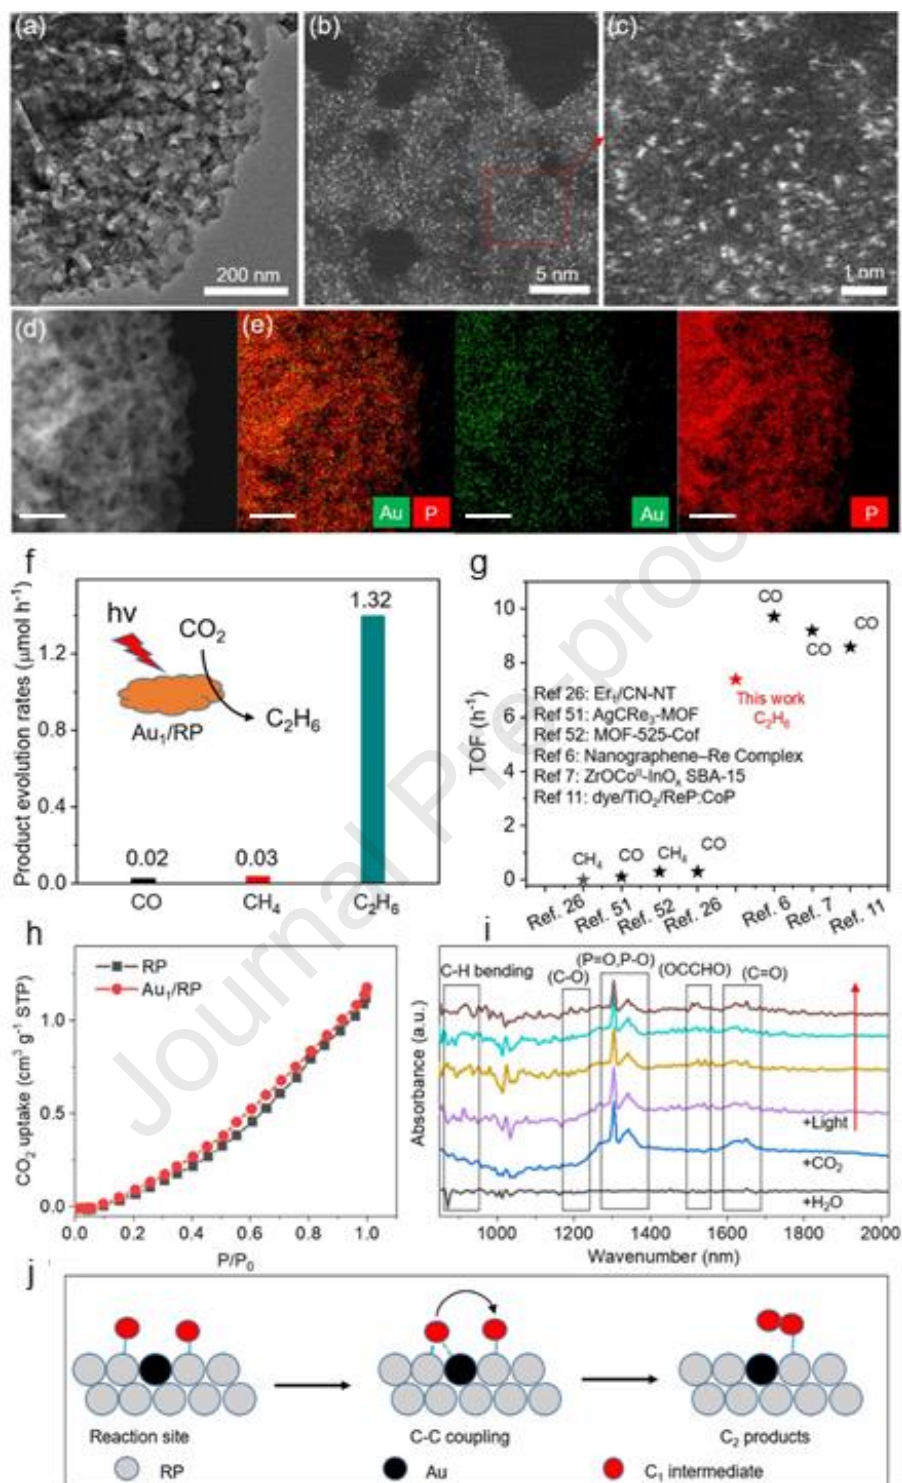 (a)
(b)
(c)
200 nm
5 nm
1 nm
(d)
(e)
Au P
Au
P
f
Product evolution rates (μmol h⁻¹)
1.2
0.8
0.4
0.0
hv
CO₂
C₂H₆
Au₁/RP
0.02
0.03
1.32
CO
CH₄
C₂H₆
g
TOF (h⁻¹)
10
8
6
4
2
0
CO
CO
CO
This work
C₂H₆
Ref 26: Er₁/CN-NT
Ref 51: AgCRe₃-MOF
Ref 52: MOF-525-Cof
Ref 6: Nanographene–Re Complex
Ref 7: ZrOCoᴵᴵ-InOₓ SBA-15
Ref 11: dye/TiO₂/ReP:CoP
CH₄
CO
CH₄
CO
Ref. 26
Ref. 51
Ref. 52
Ref. 26
Ref. 6
Ref. 7
Ref. 11
h
CO₂ uptake (cm³ g⁻¹ STP)
1.0
0.5
0.0
RP
Au₁/RP
0.0 0.2 0.4 0.6 0.8 1.0
P/P₀
i
Absorbance (a.u.)
C-H bending
(C-O)
(P=O,P-O)
(OCCHO)
(C=O)
+Light
+CO₂
+H₂O
1000 1200 1400 1600 1800 2000
Wavenumber (nm)
j
Reaction site
C-C coupling
C₂ products
RP
Au
C₁ intermediate
Journal Pre-proof